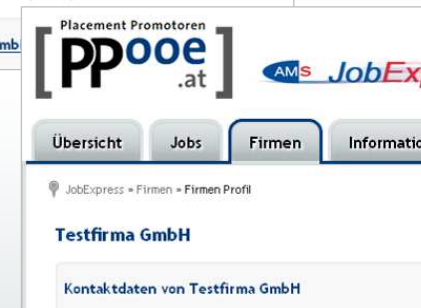 Placement Promotoren
[ppooe
.at]
AMS JobExp
mb
Übersicht Jobs Firmen Informatio
JobExpress » Firmen » Firmen Profil
Testfirma GmbH
Kontaktdaten von Testfirma GmbH